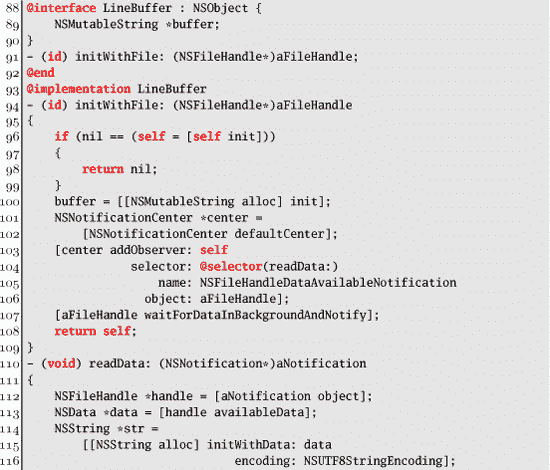 88 @interface LineBuffer : NSObject {
89     NSMutableString *buffer;
90 }
91 - (id) initWithFile: (NSFileHandle*)aFileHandle;
92 @end
93 @implementation LineBuffer
94 - (id) initWithFile: (NSFileHandle*)aFileHandle
95 {
96     if (nil == (self = [self init]))
97     {
98         return nil;
99     }
100     buffer = [[NSMutableString alloc] init];
101     NSNotificationCenter *center =
102         [NSNotificationCenter defaultCenter];
103     [center addObserver: self
104                selector: @selector(readData:)
105                    name: NSFileHandleDataAvailableNotification
106                  object: aFileHandle];
107     [aFileHandle waitForDataInBackgroundAndNotify];
108     return self;
109 }
110 - (void) readData: (NSNotification*)aNotification
111 {
112     NSFileHandle *handle = [aNotification object];
113     NSData *data = [handle availableData];
114     NSString *str =
115         [[NSString alloc] initWithData: data
116                               encoding: NSUTF8StringEncoding];